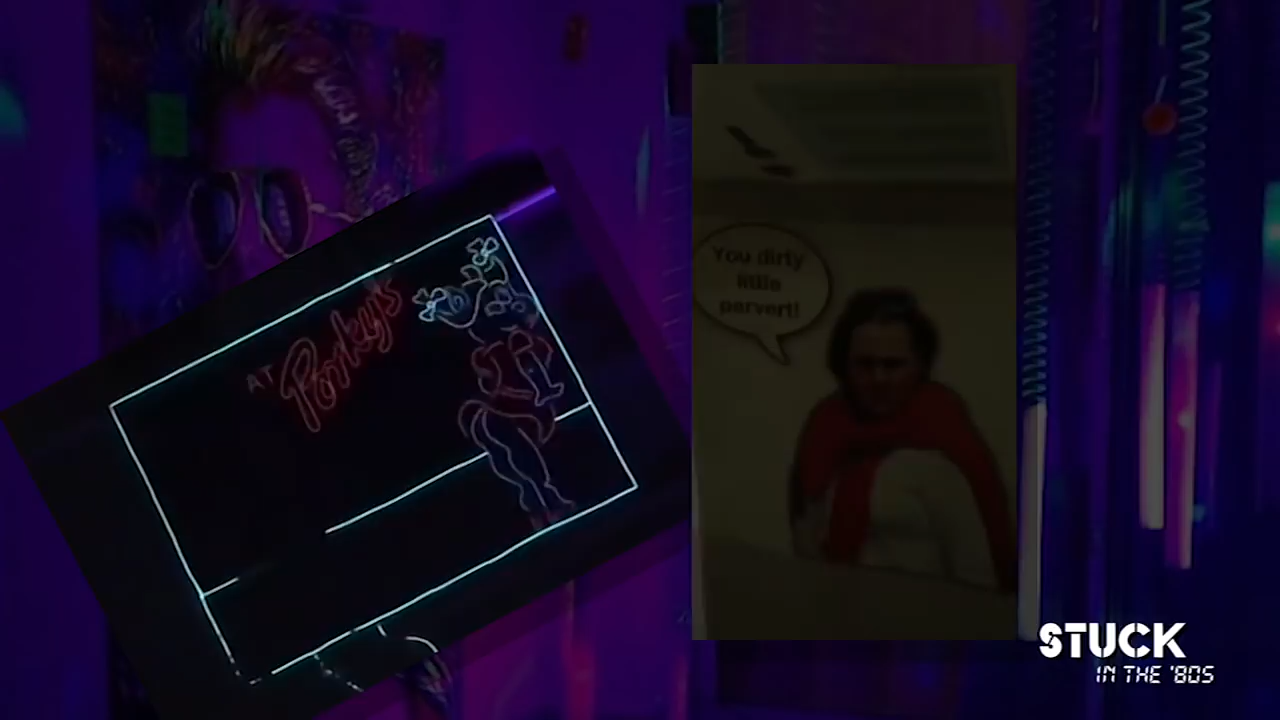 AT Porky's
You dirty
little
pervert!
STUCK
IN THE '80S